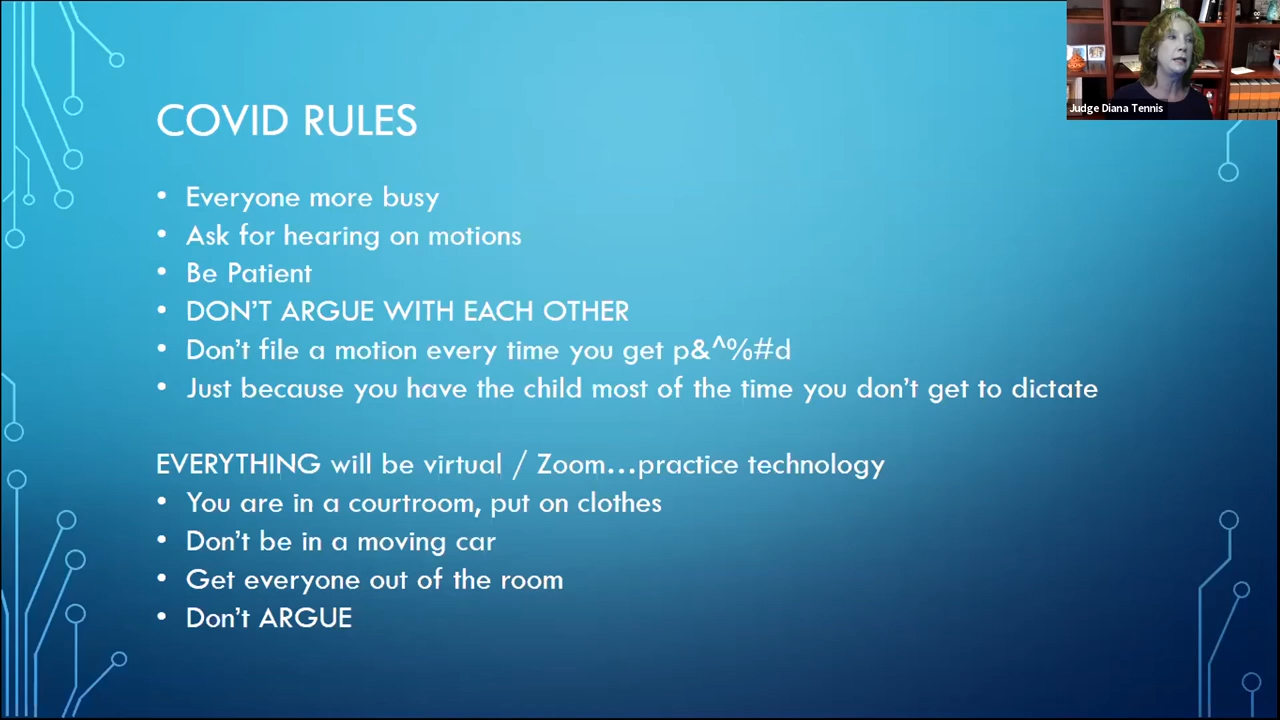 Judge Diana Tennis
COVID RULES
• Everyone more busy
• Ask for hearing on motions
• Be Patient
• DON'T ARGUE WITH EACH OTHER
• Don't file a motion every time you get p&^%#d
• Just because you have the child most of the time you don't get to dictate
EVERYTHING will be virtual / Zoom...practice technology
• You are in a courtroom, put on clothes
• Don't be in a moving car
• Get everyone out of the room
• Don't ARGUE